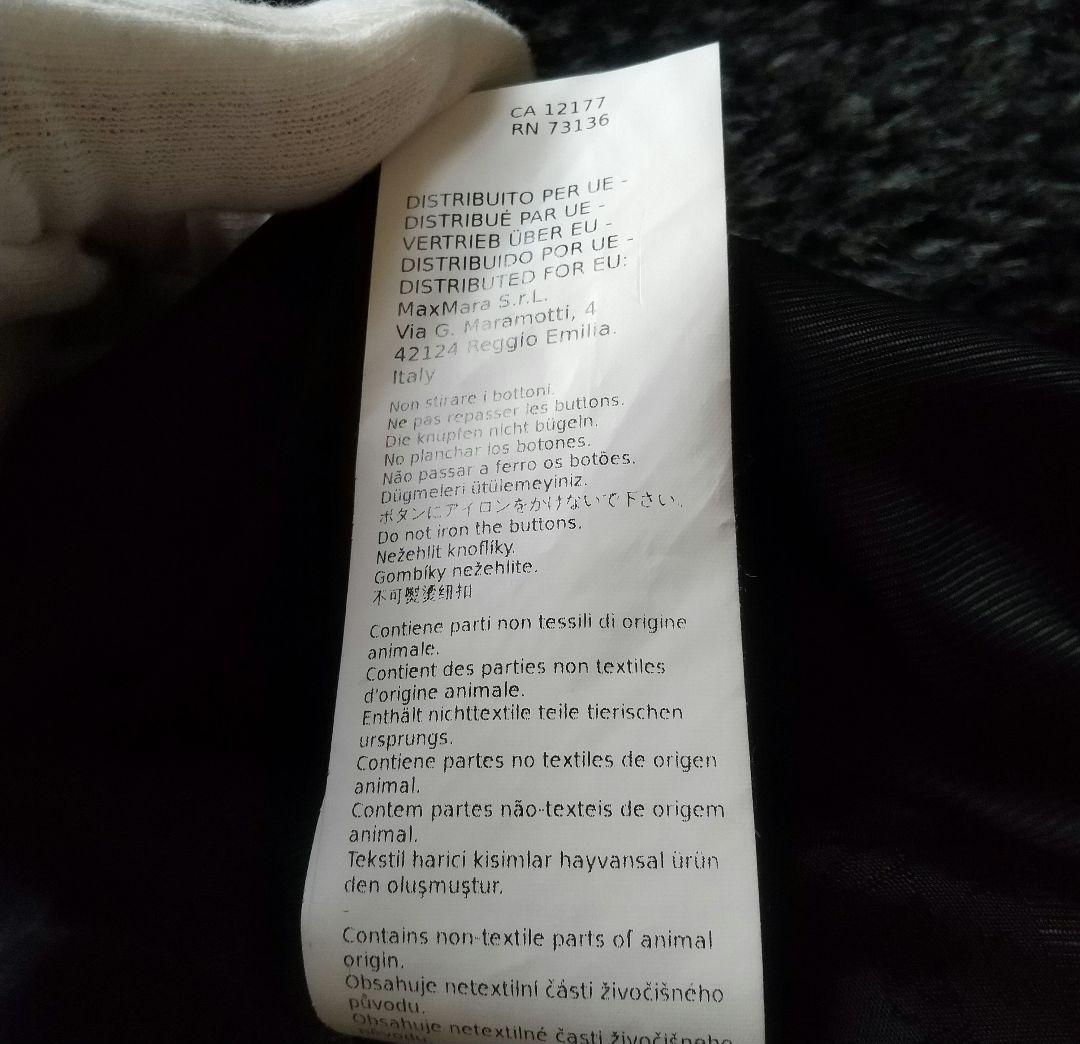 CA 12177
RN 73136
DISTRIBUITO PER UE -
DISTRIBUÉ PAR UE -
VERTRIEB ÜBER EU -
DISTRIBUIDO POR UE -
DISTRIBUTED FOR EU:
MaxMara S.r.L.
Via G. Maramotti, 4
42124 Reggio Emilia.
Italy
Non stirare i bottoni.
Ne pas repasser les buttons.
Die knupfen nicht bügeln.
No planchar los botones.
Não passar a ferro os botões.
Dügmeleri ütülemeyiniz.
ボタンにアイロンをかけないで下さい。
Do not iron the buttons.
Nežehlit knoflíky.
Gombíky nežehlite.
不可熨烫纽扣
Contiene parti non tessili di origine
animale.
Contient des parties non textiles
d'origine animale.
Enthält nichttextile teile tierischen
ursprungs.
Contiene partes no textiles de origen
animal.
Contem partes não-texteis de origem
animal.
Tekstil harici kisimlar hayvansal ürün
den oluşmuştur.
Contains non-textile parts of animal
origin.
Obsahuje netextilní části živočišného
původu.
Obsahuje netextilné časti živočičneho